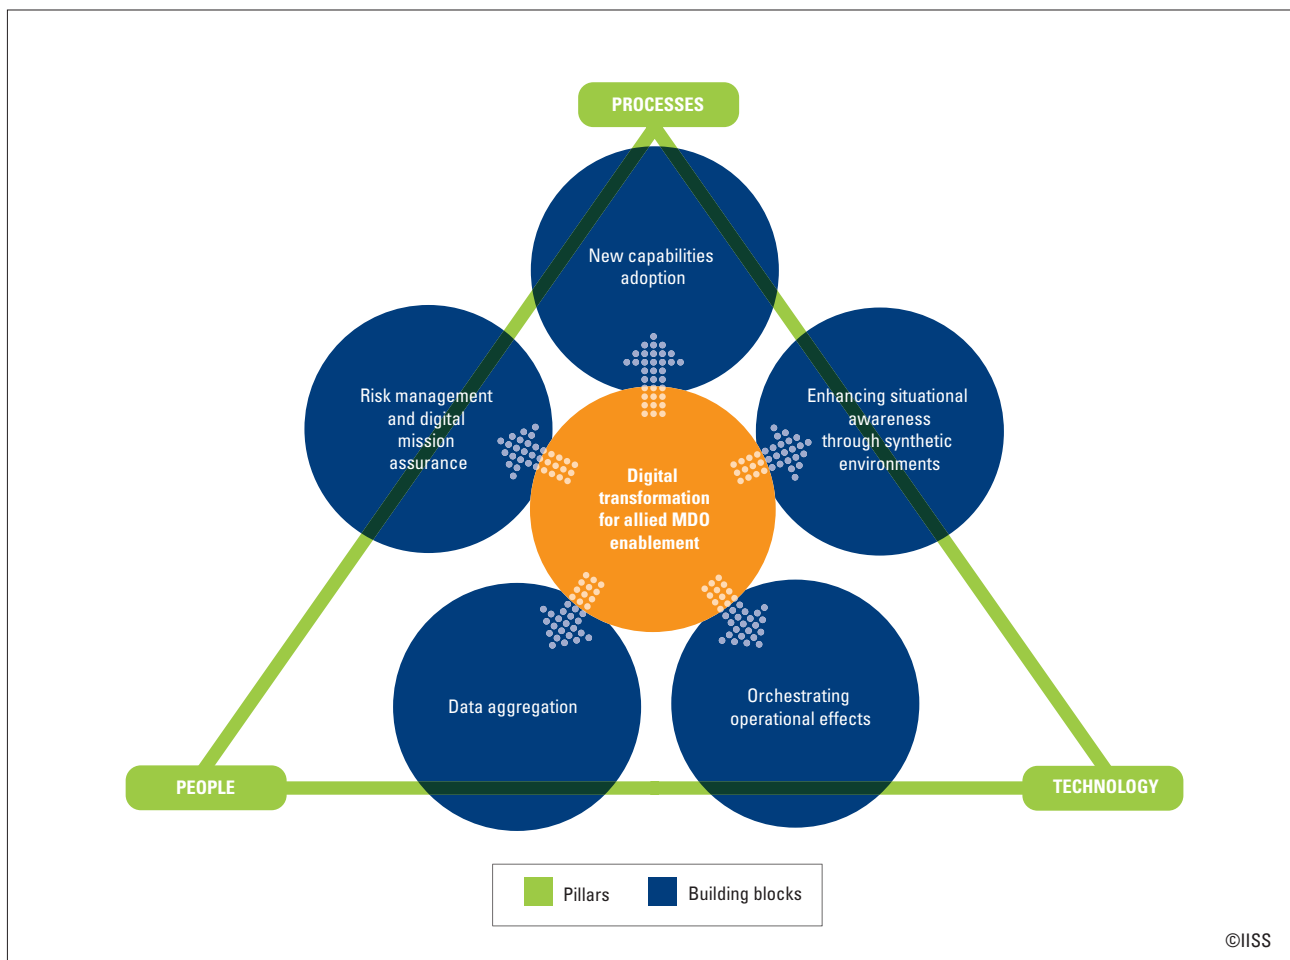 PROCESSES
New capabilities
adoption
Risk management
and digital
mission
assurance
Enhancing situational
awareness
through synthetic
environments
Digital
transformation
for allied MDO
enablement
Data aggregation
Orchestrating
operational effects
PEOPLE
TECHNOLOGY
Pillars
Building blocks
©IISS